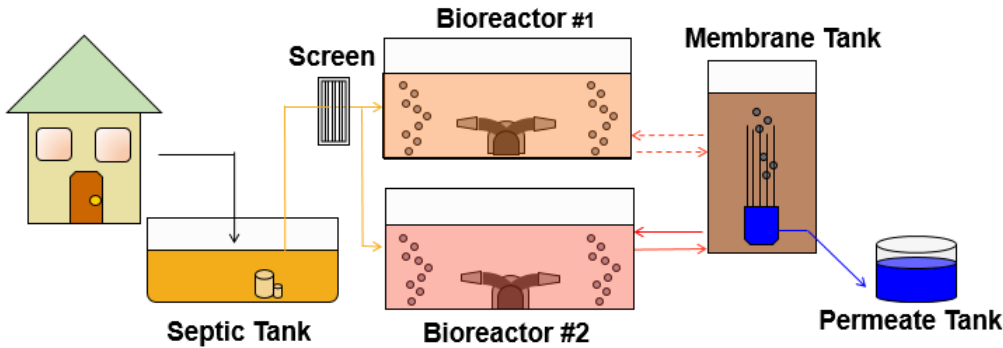 Bioreactor #1
Screen
Membrane Tank
Septic Tank
Bioreactor #2
Permeate Tank